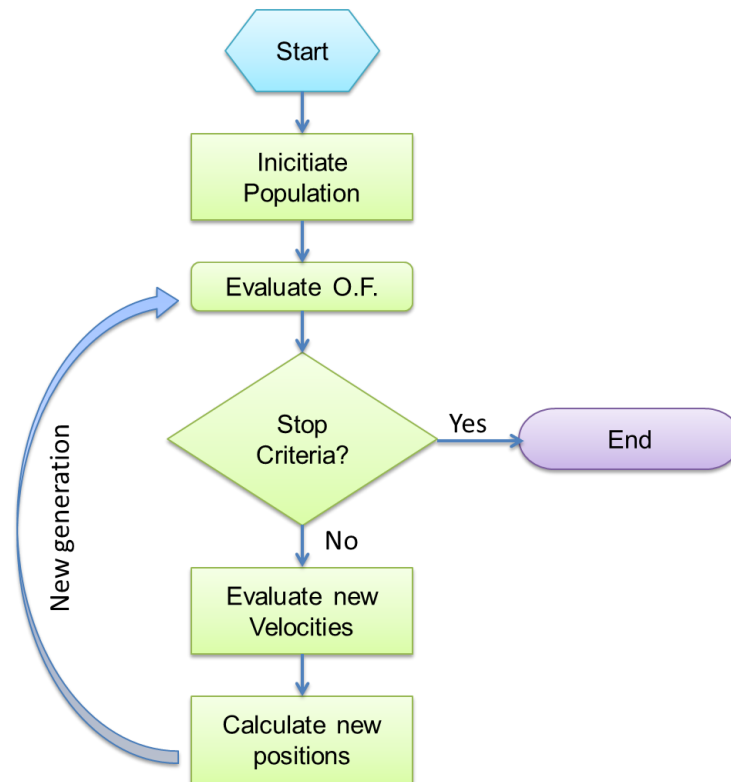 Start
Inicitiate
Population
Evaluate O.F.
Stop
Criteria?
Yes
End
No
Evaluate new
Velocities
Calculate new
positions
New generation